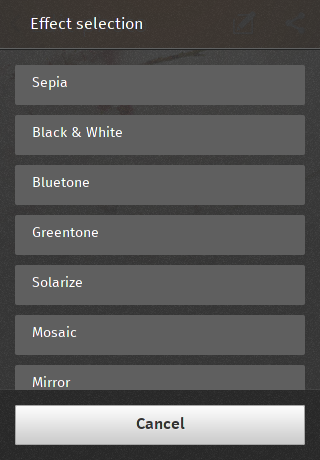 Effect selection
Sepia
Black & White
Bluetone
Greentone
Solarize
Mosaic
Mirror
Cancel